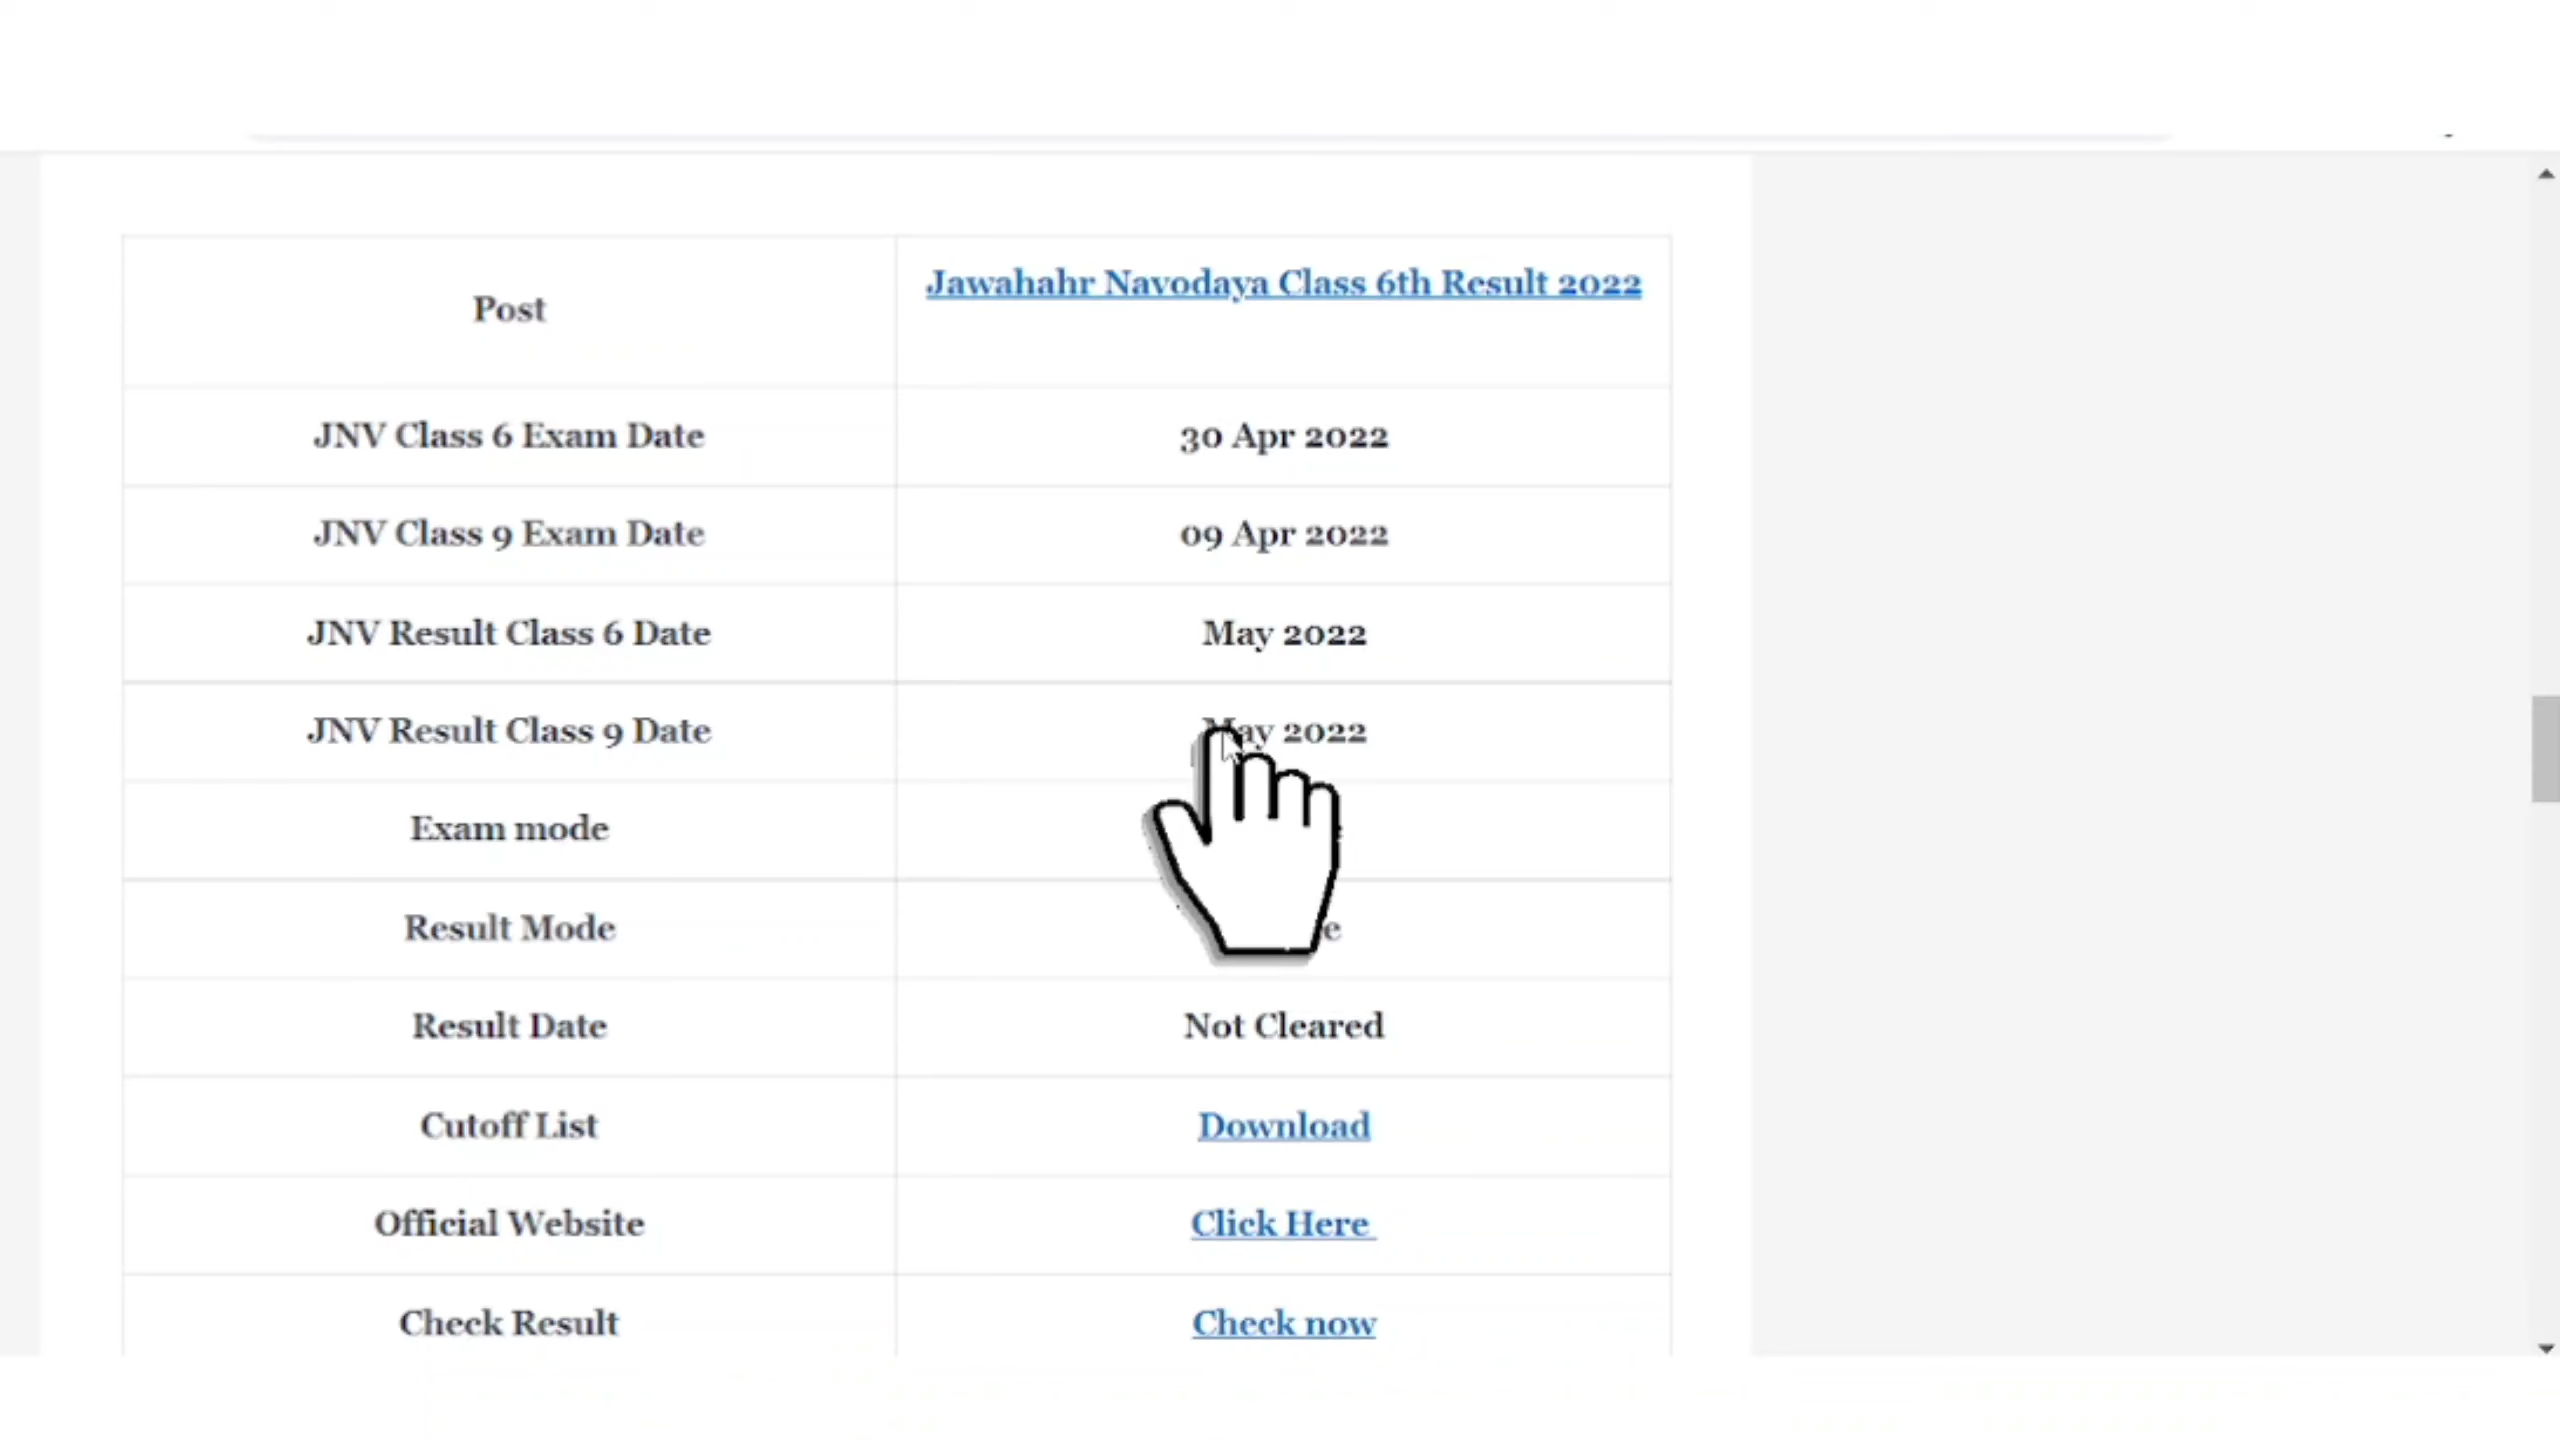 Post
Jawahahr Navodaya Class 6th Result 2022
JNV Class 6 Exam Date
30 Apr 2022
JNV Class 9 Exam Date
09 Apr 2022
JNV Result Class 6 Date
May 2022
JNV Result Class 9 Date
May 2022
Exam mode
Result Mode
Result Date
Not Cleared
Cutoff List
Download
Official Website
Click Here
Check Result
Check now